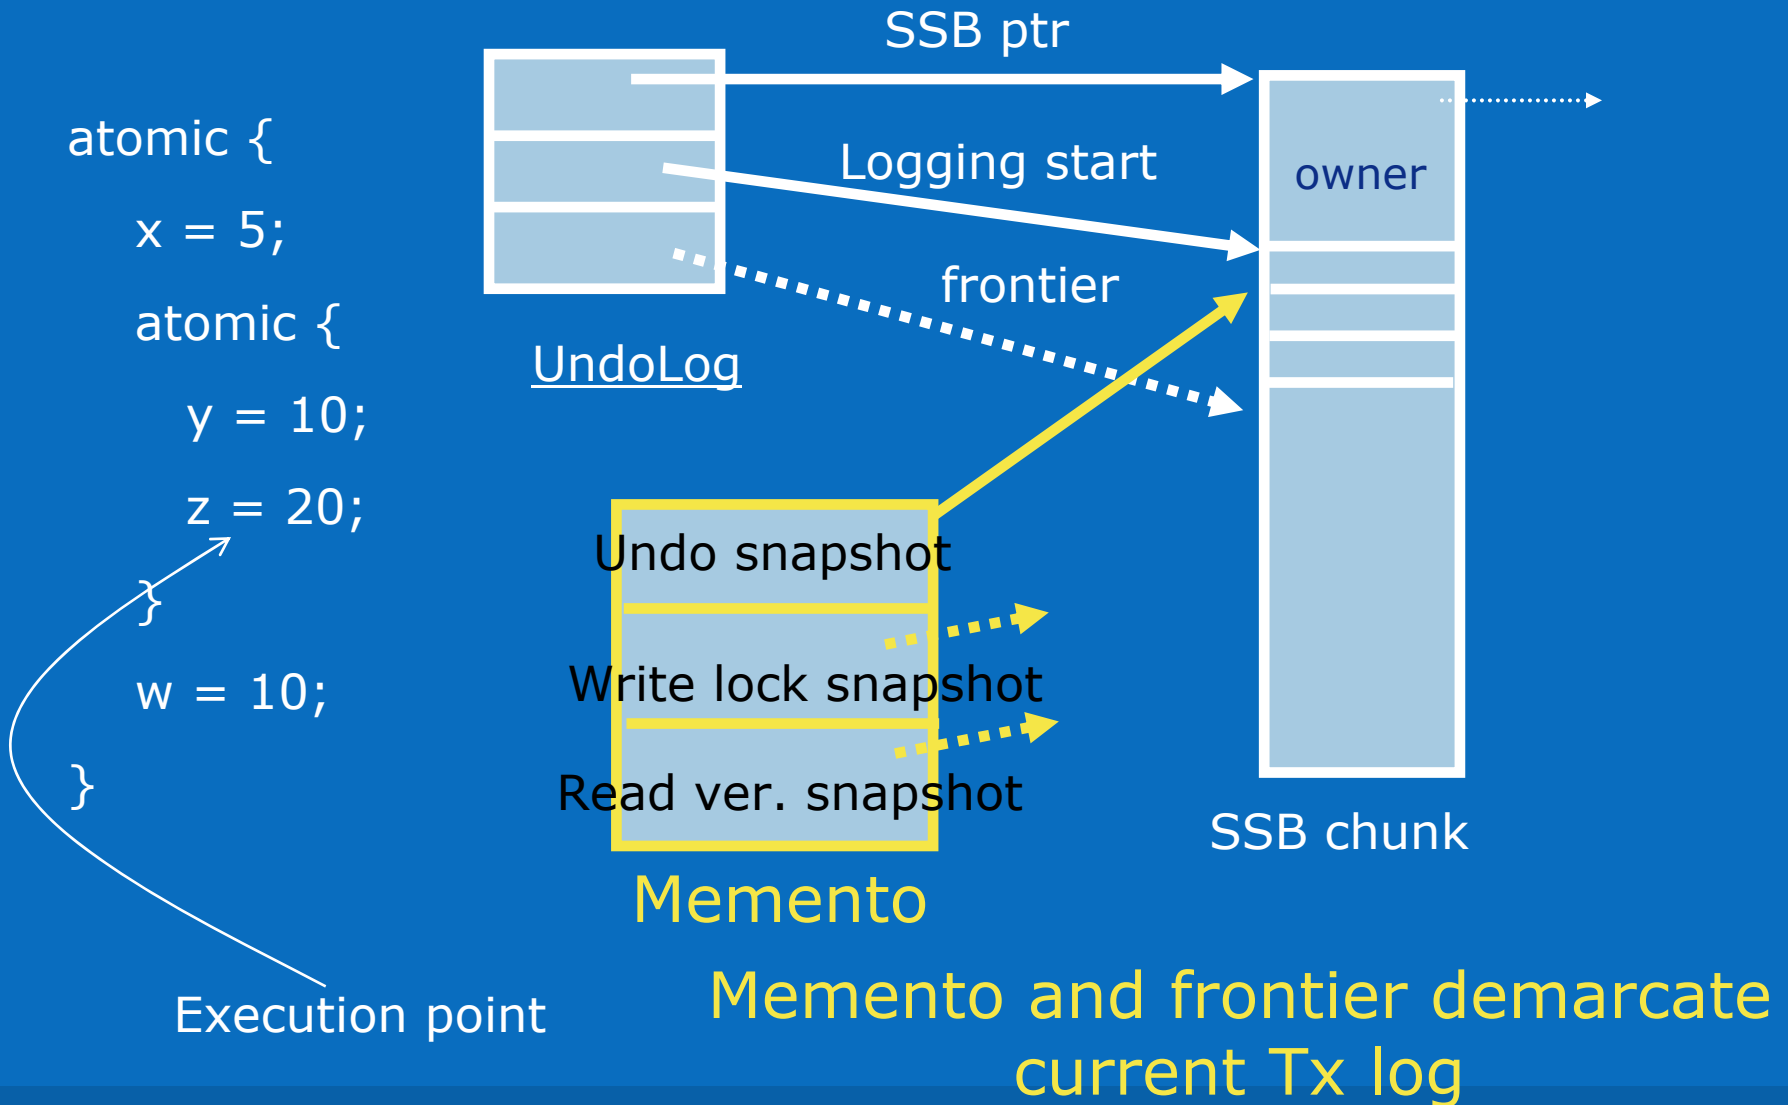 atomic {
x = 5;
atomic {
y = 10;
z = 20;
}
w = 10;
}
Execution point
UndoLog
SSB ptr
Logging start
frontier
owner
SSB chunk
Undo snapshot
Write lock snapshot
Read ver. snapshot
Memento
Memento and frontier demarcate
current Tx log